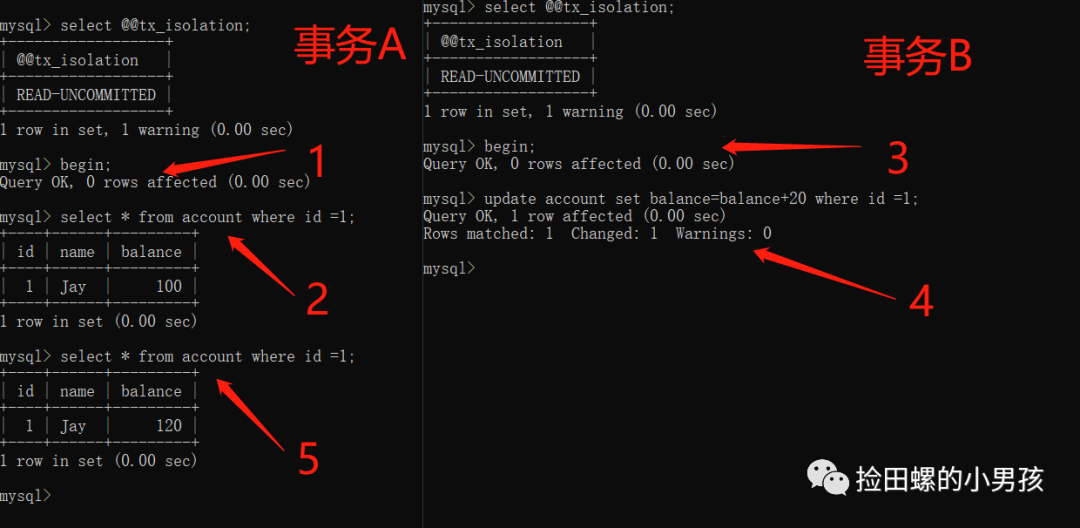 mysql> select @@tx_isolation;
+------------------+
| @@tx_isolation   |
+------------------+
| READ-UNCOMMITTED |
+------------------+
1 row in set, 1 warning (0.00 sec)
事务A
mysql> begin;
Query OK, 0 rows affected (0.00 sec)
1
mysql> select * from account where id =1;
+----+------+---------+
| id | name | balance |
+----+------+---------+
|  1 | Jay  |     100 |
+----+------+---------+
1 row in set (0.00 sec)
2
mysql> select * from account where id =1;
+----+------+---------+
| id | name | balance |
+----+------+---------+
|  1 | Jay  |     120 |
+----+------+---------+
1 row in set (0.00 sec)
5
mysql>
mysql> select @@tx_isolation;
+------------------+
| @@tx_isolation   |
+------------------+
| READ-UNCOMMITTED |
+------------------+
1 row in set, 1 warning (0.00 sec)
事务B
mysql> begin;
Query OK, 0 rows affected (0.00 sec)
3
mysql> update account set balance=balance+20 where id =1;
Query OK, 1 row affected (0.00 sec)
Rows matched: 1  Changed: 1  Warnings: 0
4
mysql>
捡田螺的小男孩